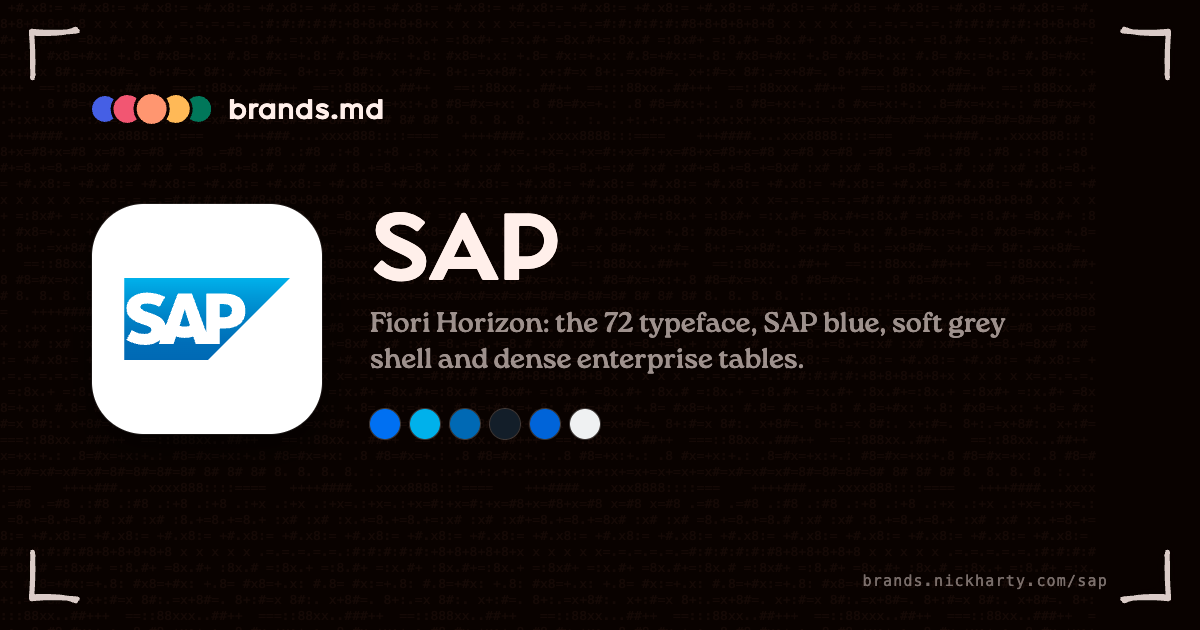 brands.md
SAP
SAP
Fiori Horizon: the 72 typeface, SAP blue, soft grey
shell and dense enterprise tables.
brands.nickharty.com/sap